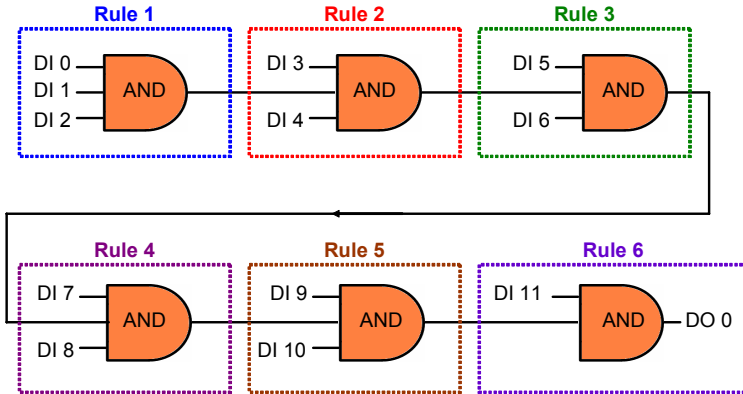 Rule 1
Rule 2
Rule 3
DI 0
DI 1
DI 2
AND
DI 3
DI 4
AND
DI 5
DI 6
AND
Rule 4
Rule 5
Rule 6
DI 7
DI 8
AND
DI 9
DI 10
AND
DI 11
AND
DO 0